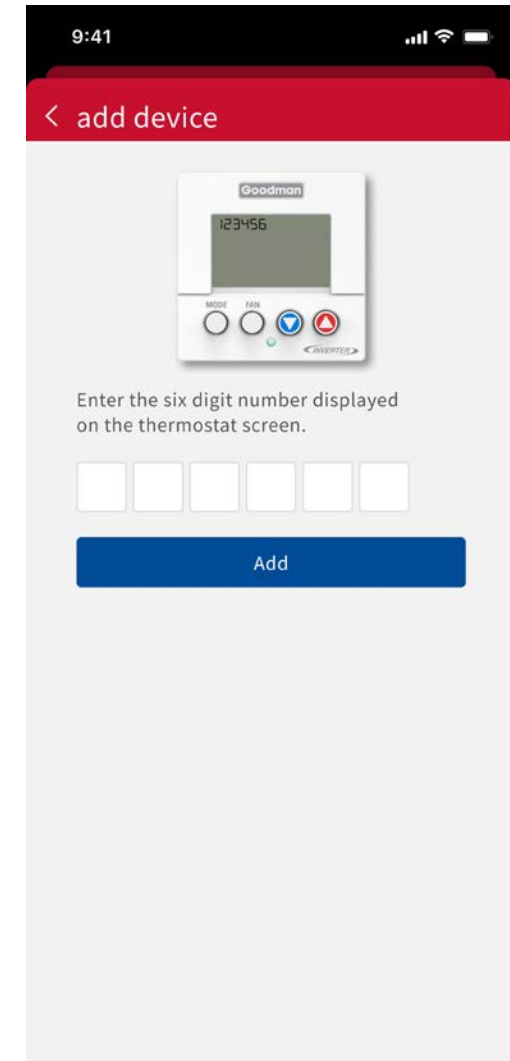 9:41
add device
Goodman
123456
MODE FAN
INVERTER
Enter the six digit number displayed
on the thermostat screen.
Add